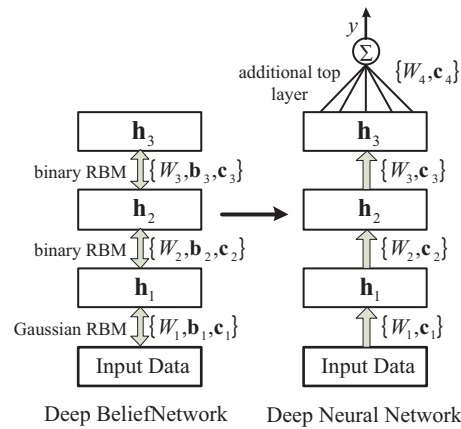 y
Σ
additional top
layer
{W₄,c₄}
h₃
binary RBM
{W₃,b₃,c₃}
h₂
binary RBM
{W₂,b₂,c₂}
h₁
Gaussian RBM
{W₁,b₁,c₁}
Input Data
Deep BeliefNetwork
h₃
{W₃,c₃}
h₂
{W₂,c₂}
h₁
{W₁,c₁}
Input Data
Deep Neural Network